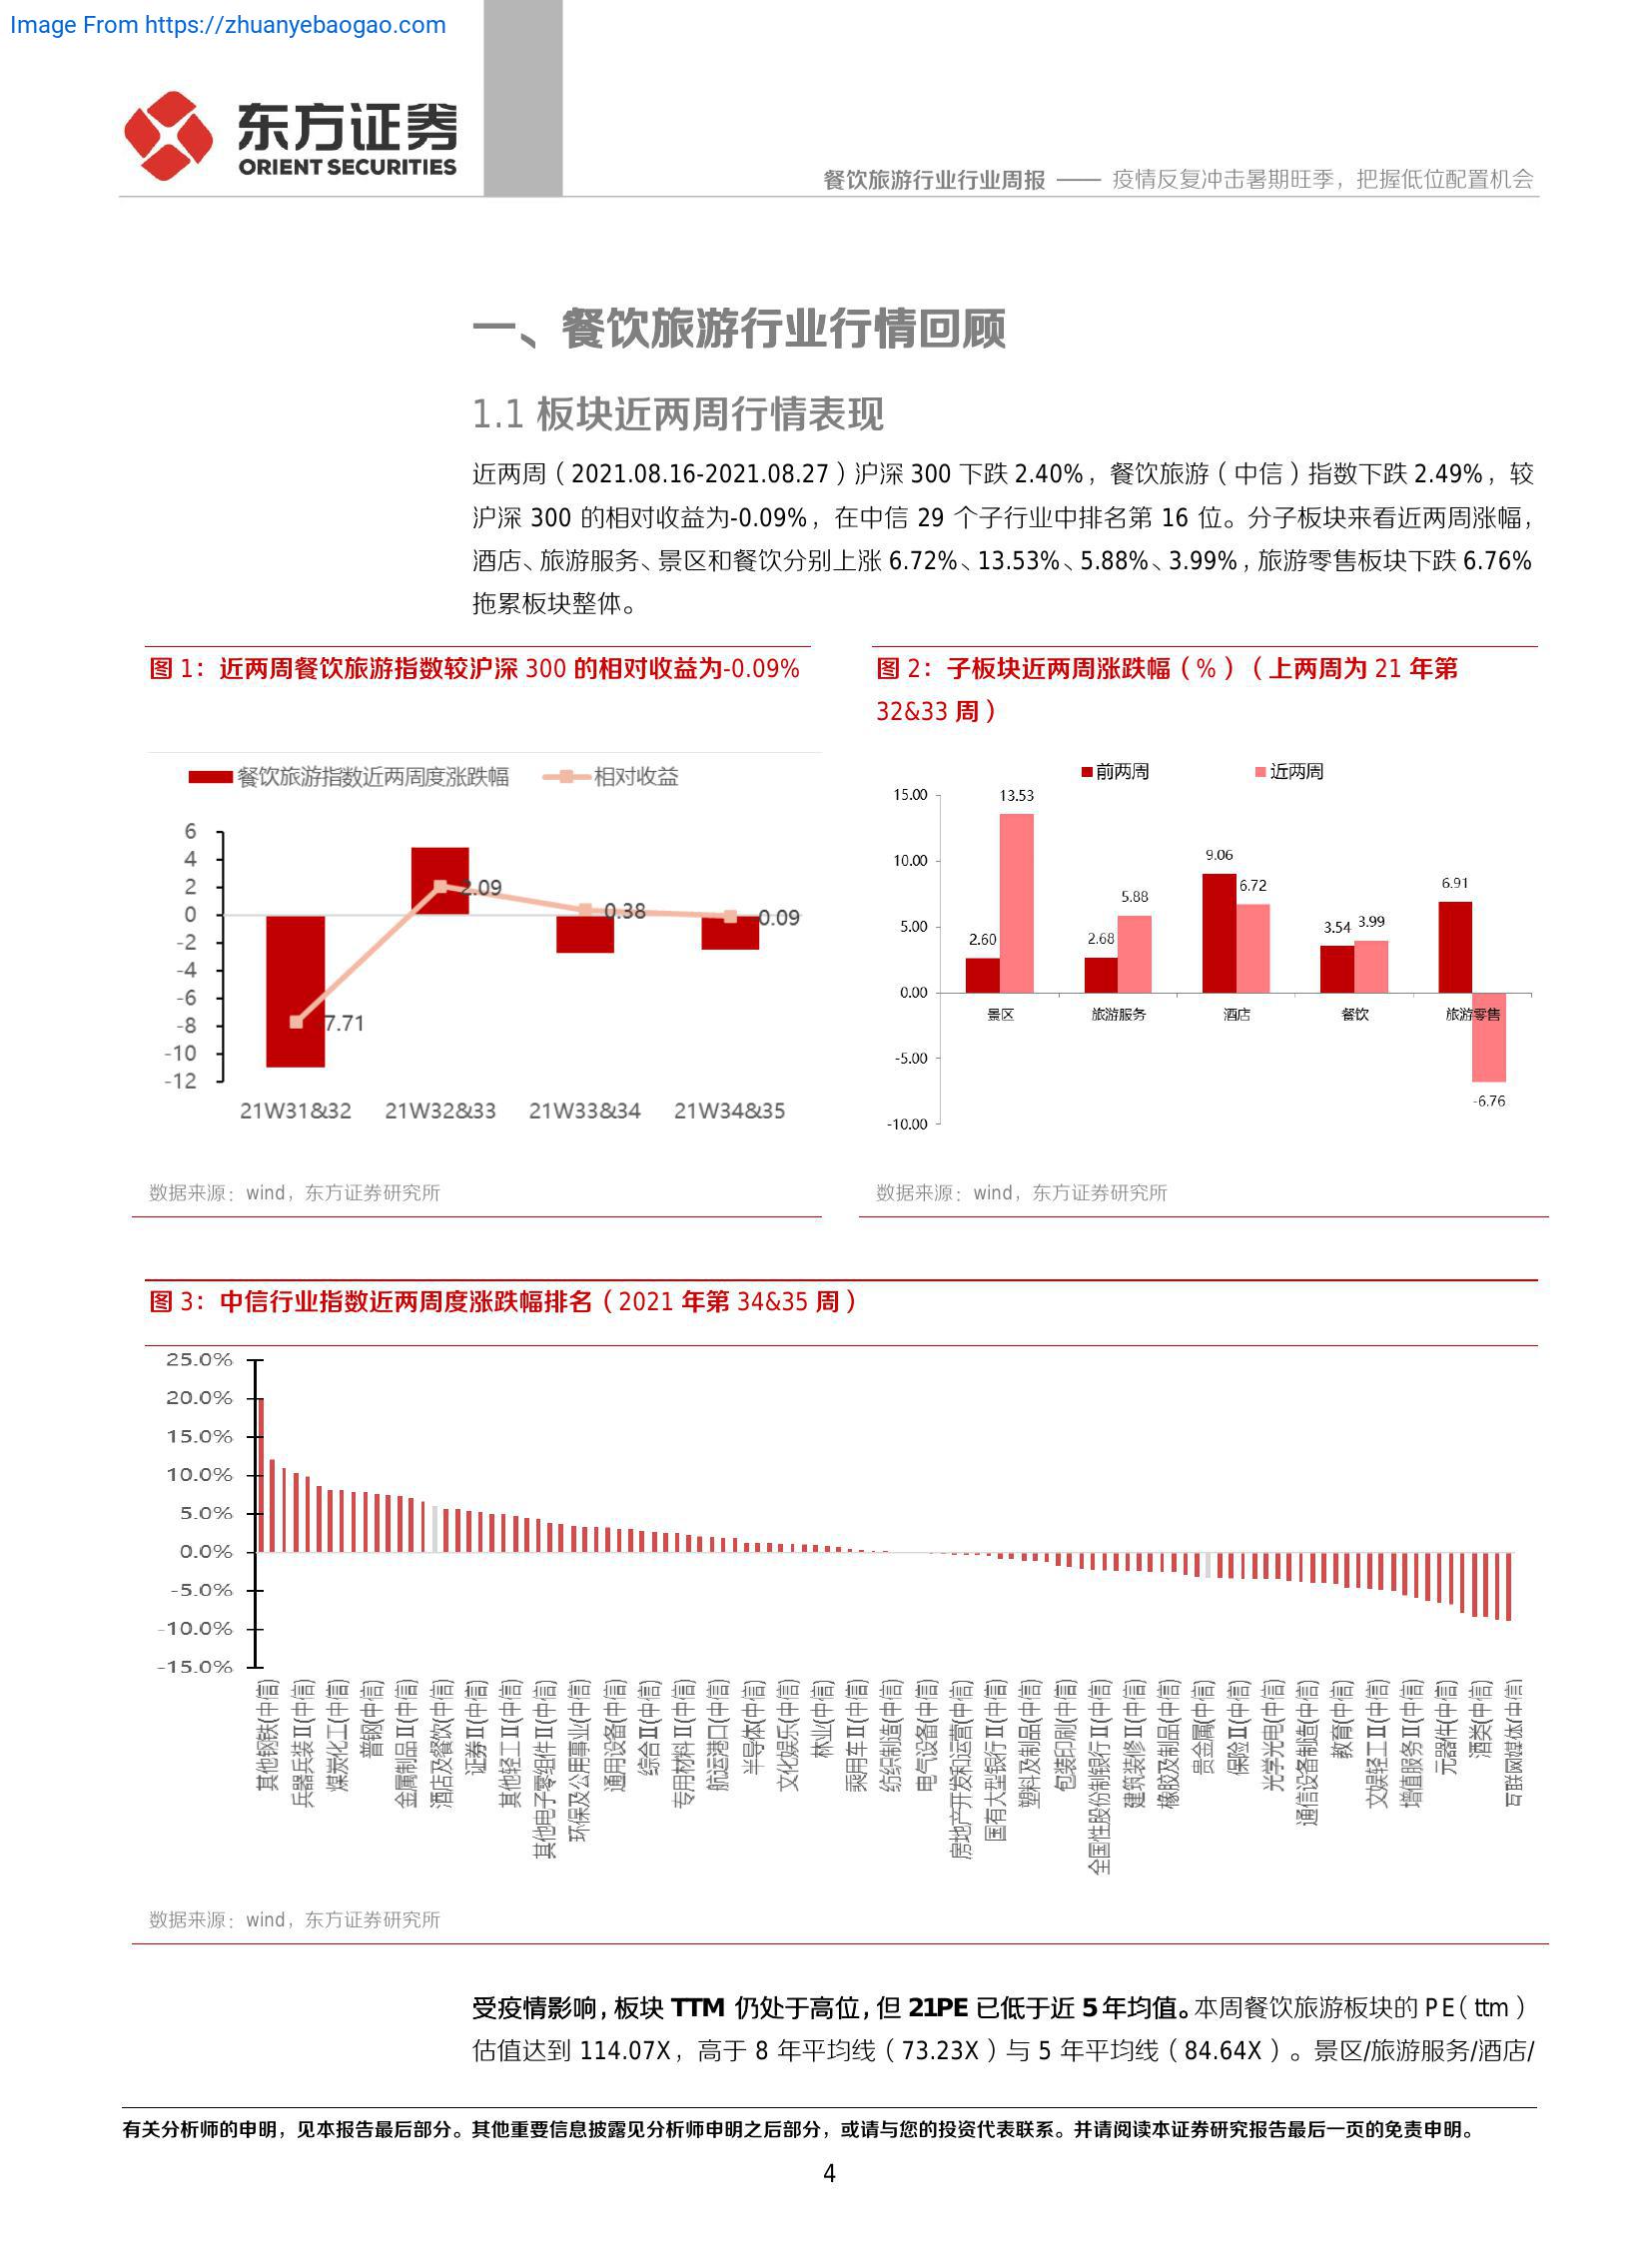 Image From https://zhuanyebaogao.com
东方证券
ORIENT SECURITIES
餐饮旅游行业行业周报 —— 疫情反复冲击暑期旺季，把握低位配置机会
一、餐饮旅游行业行情回顾
1.1 板块近两周行情表现
近两周（2021.08.16-2021.08.27）沪深 300 下跌 2.40%，餐饮旅游（中信）指数下跌 2.49%，较
沪深 300 的相对收益为-0.09%，在中信 29 个子行业中排名第 16 位。分子板块来看近两周涨幅，
酒店、旅游服务、景区和餐饮分别上涨 6.72%、13.53%、5.88%、3.99%，旅游零售板块下跌 6.76%
拖累板块整体。
图 1：近两周餐饮旅游指数较沪深 300 的相对收益为-0.09%
餐饮旅游指数近两周度涨跌幅 相对收益
6
4
2
0
-2
-4
-6
-8
-10
-12
-7.71
2.09
0.38
-0.09
21W31&32 21W32&33 21W33&34 21W34&35
数据来源：wind，东方证券研究所
图 2：子板块近两周涨跌幅（%）（上两周为 21 年第
32&33 周）
前两周 近两周
15.00
10.00
5.00
0.00
-5.00
-10.00
2.60 13.53
2.68 5.88
9.06 6.72
3.54 3.99
6.91 -6.76
景区 旅游服务 酒店 餐饮 旅游零售
数据来源：wind，东方证券研究所
图 3：中信行业指数近两周度涨跌幅排名（2021 年第 34&35 周）
25.0%
20.0%
15.0%
10.0%
5.0%
0.0%
-5.0%
-10.0%
-15.0%
其他钢铁(中信)
兵器兵装Ⅱ(中信)
煤炭化工(中信)
普钢(中信)
金属制品Ⅱ(中信)
酒店及餐饮(中信)
证券Ⅱ(中信)
其他轻工Ⅱ(中信)
其他电子零组件Ⅱ(中信)
环保及公用事业(中信)
通用设备(中信)
综合Ⅱ(中信)
专用材料Ⅱ(中信)
航运港口(中信)
半导体(中信)
文化娱乐(中信)
林业(中信)
乘用车Ⅱ(中信)
纺织制造(中信)
电气设备(中信)
房地产开发和运营(中信)
国有大型银行Ⅱ(中信)
塑料及制品(中信)
包装印刷(中信)
全国性股份制银行Ⅱ(中信)
建筑装修Ⅱ(中信)
橡胶及制品(中信)
贵金属(中信)
保险Ⅱ(中信)
光学光电(中信)
通信设备制造(中信)
教育(中信)
文娱轻工Ⅱ(中信)
增值服务Ⅱ(中信)
元器件(中信)
酒类(中信)
互联网媒体(中信)
数据来源：wind，东方证券研究所
受疫情影响，板块 TTM 仍处于高位，但 21PE 已低于近 5 年均值。本周餐饮旅游板块的 PE（ttm）
估值达到 114.07X，高于 8 年平均线（73.23X）与 5 年平均线（84.64X）。景区/旅游服务/酒店/
有关分析师的申明，见本报告最后部分。其他重要信息披露见分析师申明之后部分，或请与您的投资代表联系。并请阅读本证券研究报告最后一页的免责申明。
4